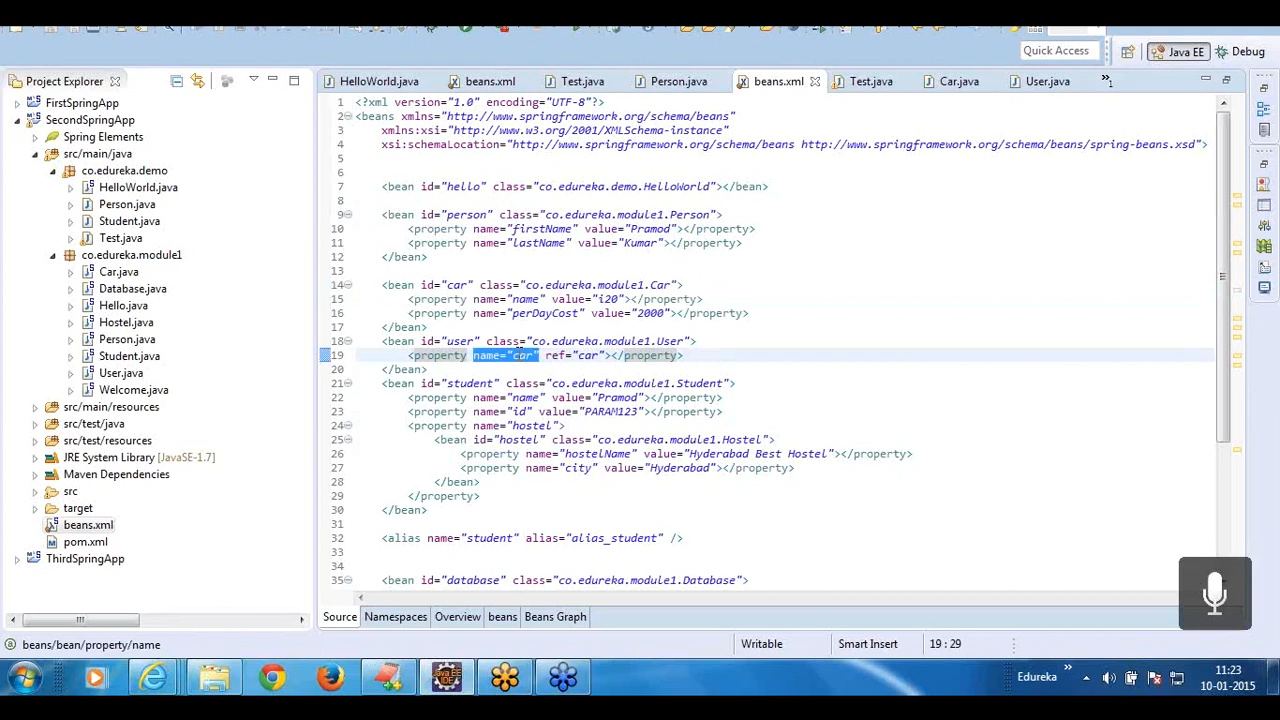 Quick Access
Java EE
Debug
Project Explorer
HelloWorld.java
beans.xml
Test.java
Person.java
beans.xml
Test.java
Car.java
User.java
»1
FirstSpringApp
SecondSpringApp
Spring Elements
src/main/java
co.edureka.demo
HelloWorld.java
Person.java
Student.java
Test.java
co.edureka.module1
Car.java
Database.java
Hello.java
Hostel.java
Person.java
Student.java
User.java
Welcome.java
src/main/resources
src/test/java
src/test/resources
JRE System Library [JavaSE-1.7]
Maven Dependencies
src
target
beans.xml
pom.xml
ThirdSpringApp
1 <?xml version="1.0" encoding="UTF-8"?>
2 <beans xmlns="http://www.springframework.org/schema/beans"
3 xmlns:xsi="http://www.w3.org/2001/XMLSchema-instance"
4 xsi:schemaLocation="http://www.springframework.org/schema/beans http://www.springframework.org/schema/beans/spring-beans.xsd">
5
6
7 <bean id="hello" class="co.edureka.demo.HelloWorld"></bean>
8
9 <bean id="person" class="co.edureka.module1.Person">
10 <property name="firstName" value="Pramod"></property>
11 <property name="lastName" value="Kumar"></property>
12 </bean>
13
14 <bean id="car" class="co.edureka.module1.Car">
15 <property name="name" value="i20"></property>
16 <property name="perDayCost" value="2000"></property>
17 </bean>
18 <bean id="user" class="co.edureka.module1.User">
19 <property name="car" ref="car"></property>
20 </bean>
21 <bean id="student" class="co.edureka.module1.Student">
22 <property name="name" value="Pramod"></property>
23 <property name="id" value="PARAM123"></property>
24 <property name="hostel">
25 <bean id="hostel" class="co.edureka.module1.Hostel">
26 <property name="hostelName" value="Hyderabad Best Hostel"></property>
27 <property name="city" value="Hyderabad"></property>
28 </bean>
29 </property>
30 </bean>
31
32 <alias name="student" alias="alias_student" />
33
34
35 <bean id="database" class="co.edureka.module1.Database">
Source
Namespaces
Overview
beans
Beans Graph
beans/bean/property/name
Writable
Smart Insert
19 : 29
Java EE
IDE
Edureka
»
11:23
10-01-2015